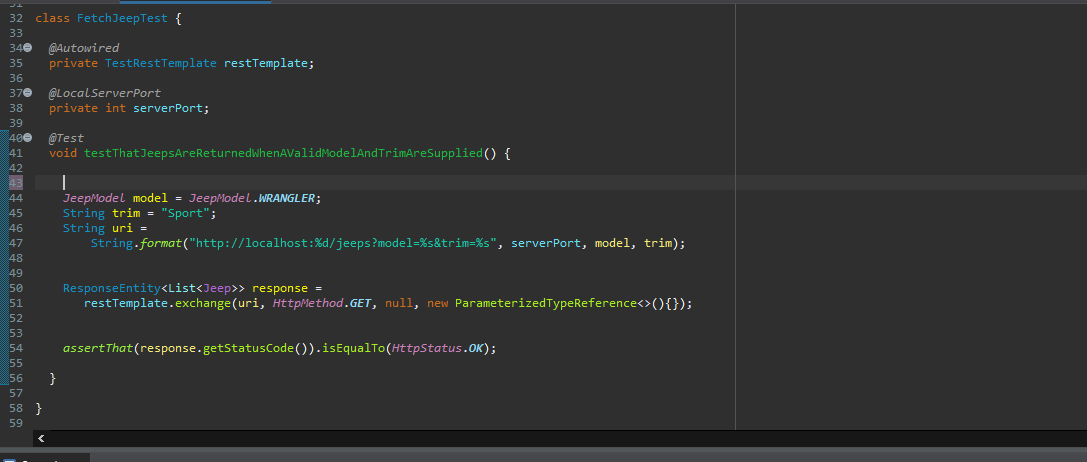 31
32 class FetchJeepTest {
33
34 @Autowired
35 private TestRestTemplate restTemplate;
36
37 @LocalServerPort
38 private int serverPort;
39
40 @Test
41 void testThatJeepsAreReturnedWhenAValidModelAndTrimAreSupplied() {
42
43
44 JeepModel model = JeepModel.WRANGLER;
45 String trim = "Sport";
46 String uri =
47 String.format("http://localhost:%d/jeeps?model=%s&trim=%s", serverPort, model, trim);
48
49
50 ResponseEntity<List<Jeep>> response =
51 restTemplate.exchange(uri, HttpMethod.GET, null, new ParameterizedTypeReference<>(){});
52
53
54 assertThat(response.getStatusCode()).isEqualTo(HttpStatus.OK);
55
56 }
57
58 }
59